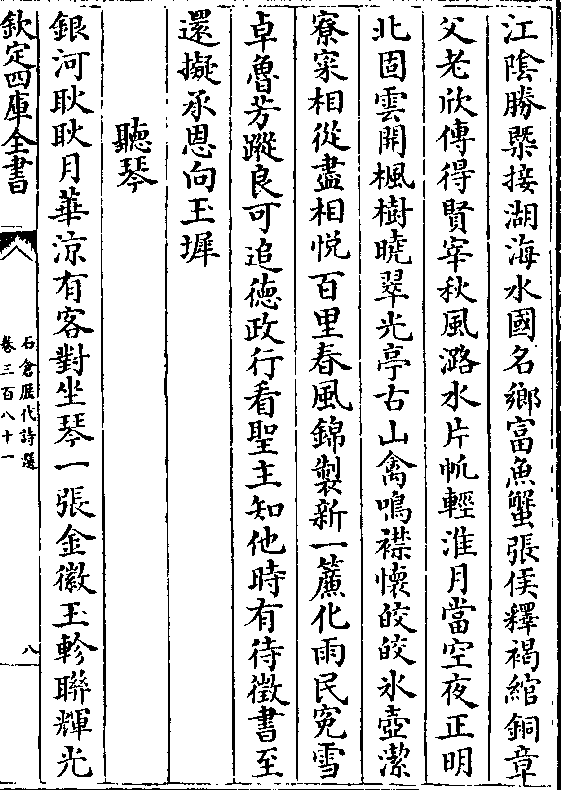 江陰勝槩接湖海水國名鄉富魚蟹張侯釋褐綰銅章
父老欣傳得賢宰秋風潞水片帆輕淮月當空夜正明
北固雲開楓樹曉翠光亭古山禽鳴襟懷皎皎氷壺潔
寮寀相從盡相悅百里春風錦製新一簾化雨民寃雪
卓魯芳蹤良可追德政行看聖主知他時有待徵書至
還擬承恩向玉墀
聽琴
銀河耿耿月華涼有客對坐琴一張金徽玉軫聯輝光
欽定四庫全書
石倉歷代詩選
卷三百八十一
八